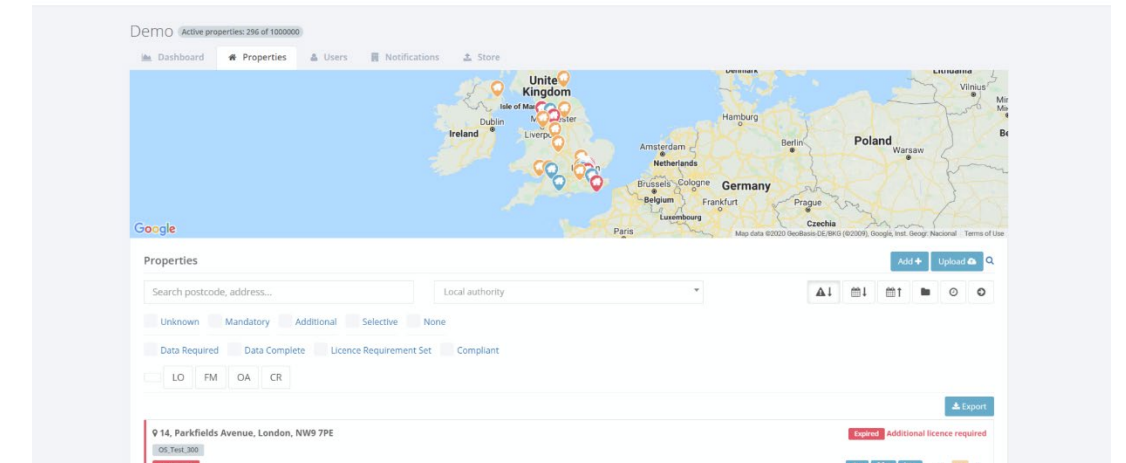 Demo Active properties: 296 of 1000000
Dashboard Properties Users Notifications Store
United Kingdom
Isle of Man
Dublin
Ireland
Denmark
Lithuania
Vilnius
Hamburg
Amsterdam
Netherlands
Berlin
Poland
Warsaw
Brussels
Cologne
Belgium
Germany
Frankfurt
Prague
Luxembourg
Czechia
Paris
Google
Map data ©2020 GeoBasis-DE/BKG (©2009), Google, Inst. Geogr. Nacional Terms of Use
Properties Add Upload
Search postcode, address... Local authority
Unknown Mandatory Additional Selective None
Data Required Data Complete Licence Requirement Set Compliant
LO FM OA CR
Export
14, Parkfields Avenue, London, NW9 7PE Expired Additional licence required
OS_Test_300